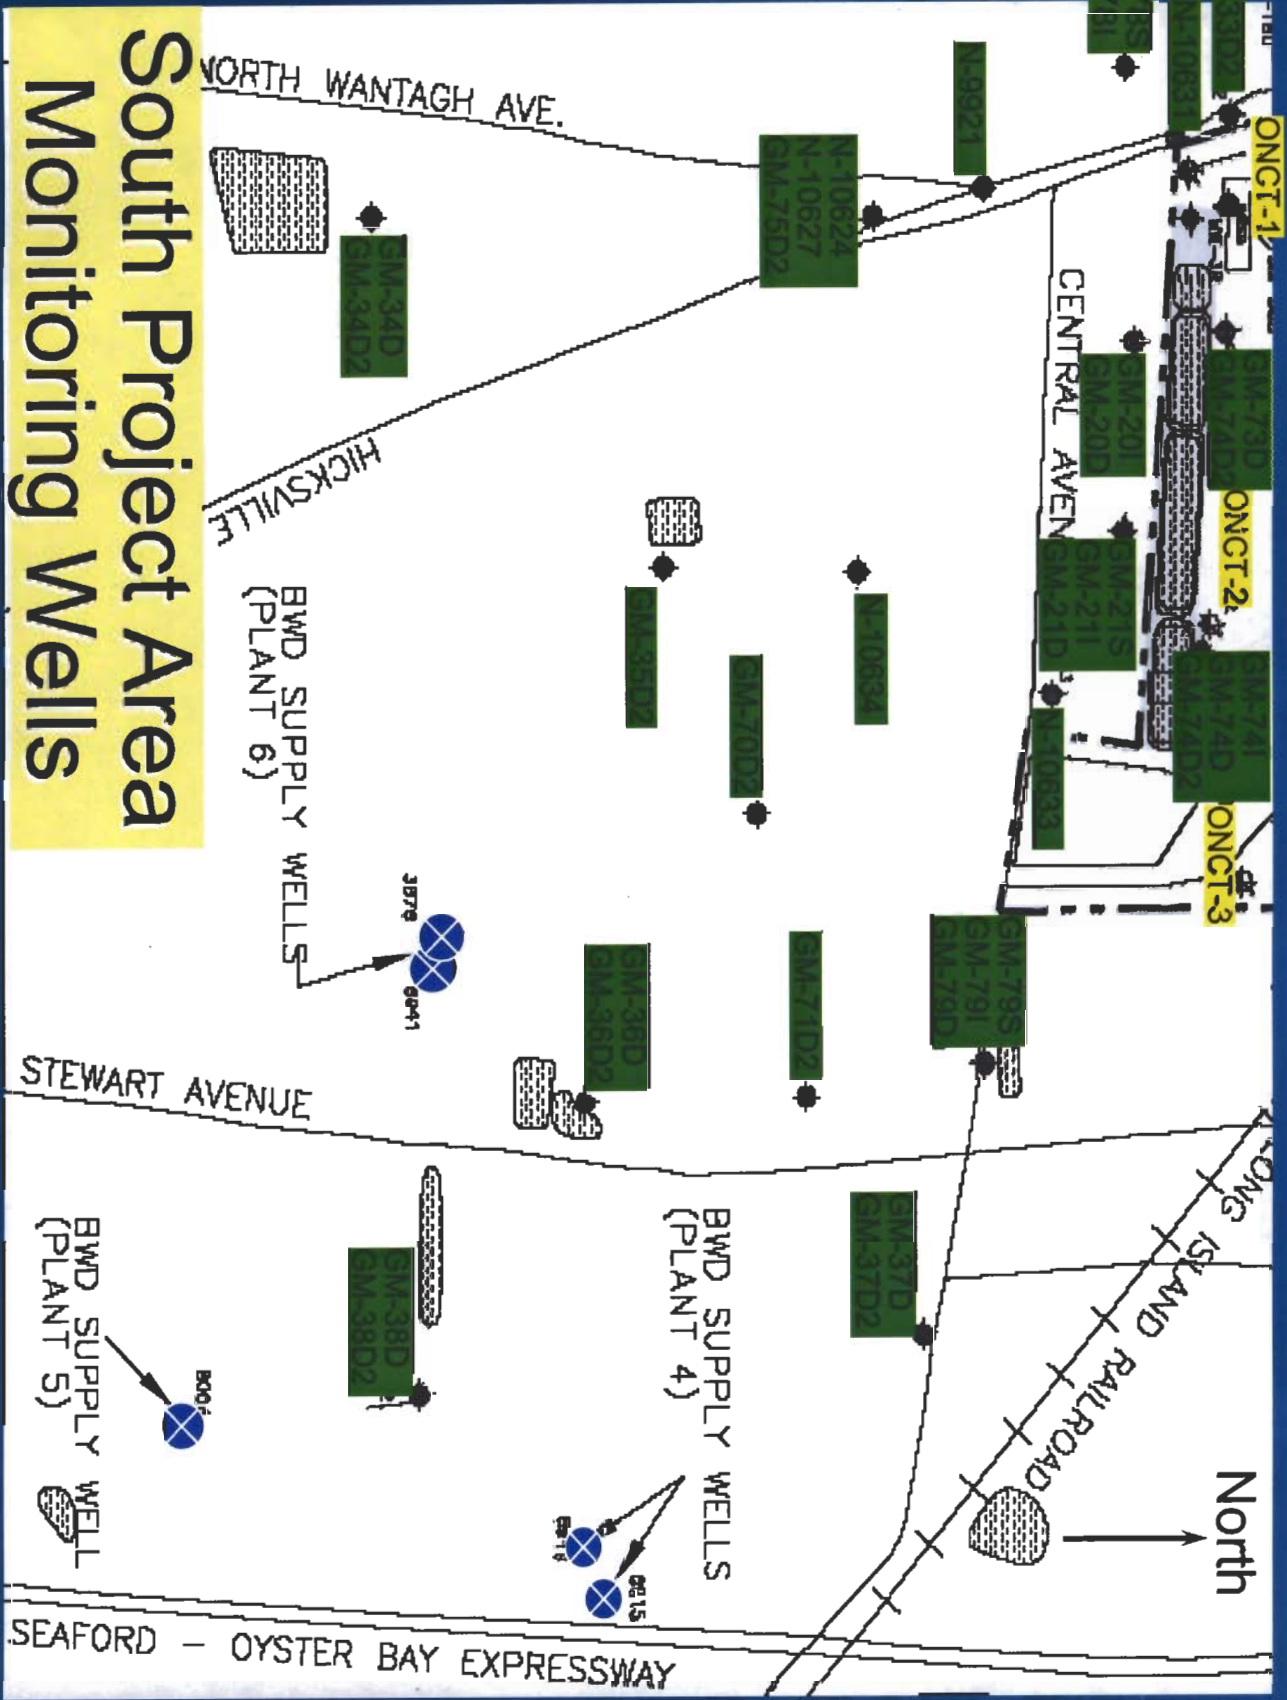 South Project Area
Monitoring Wells
North
NORTH WANTAGH AVE.
HICKSVILLE
CENTRAL AVEN
STEWART AVENUE
LONG ISLAND RAILROAD
SEAFORD – OYSTER BAY EXPRESSWAY
ONCT-1
ONCT-2
ONCT-3
N-10631
N-9921
N-10624
N-10627
GM-75D2
GM-34D
GM-34D2
GM-20I
GM-20D
GM-73D
GM-74D2
GM-21S
GM-21I
GM-21D
GM-74I
GM-74D
GM-74D2
N-10633
N-10634
GM-35D2
GM-70D2
GM-79S
GM-79I
GM-79D
GM-71D2
GM-36D
GM-36D2
GM-37D
GM-37D2
GM-38D
GM-38D2
BWD SUPPLY WELLS
(PLANT 6)
BWD SUPPLY WELLS
(PLANT 4)
BWD SUPPLY WELL
(PLANT 5)